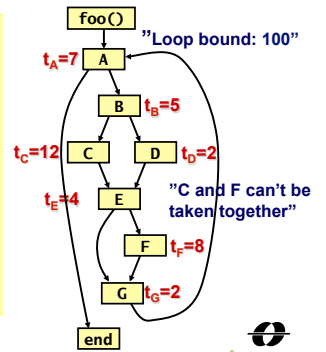 foo()
”Loop bound: 100”
tA=7 A
B tB=5
tC=12 C D tD=2
”C and F can’t be
taken together”
tE=4 E
F tF=8
G tG=2
end